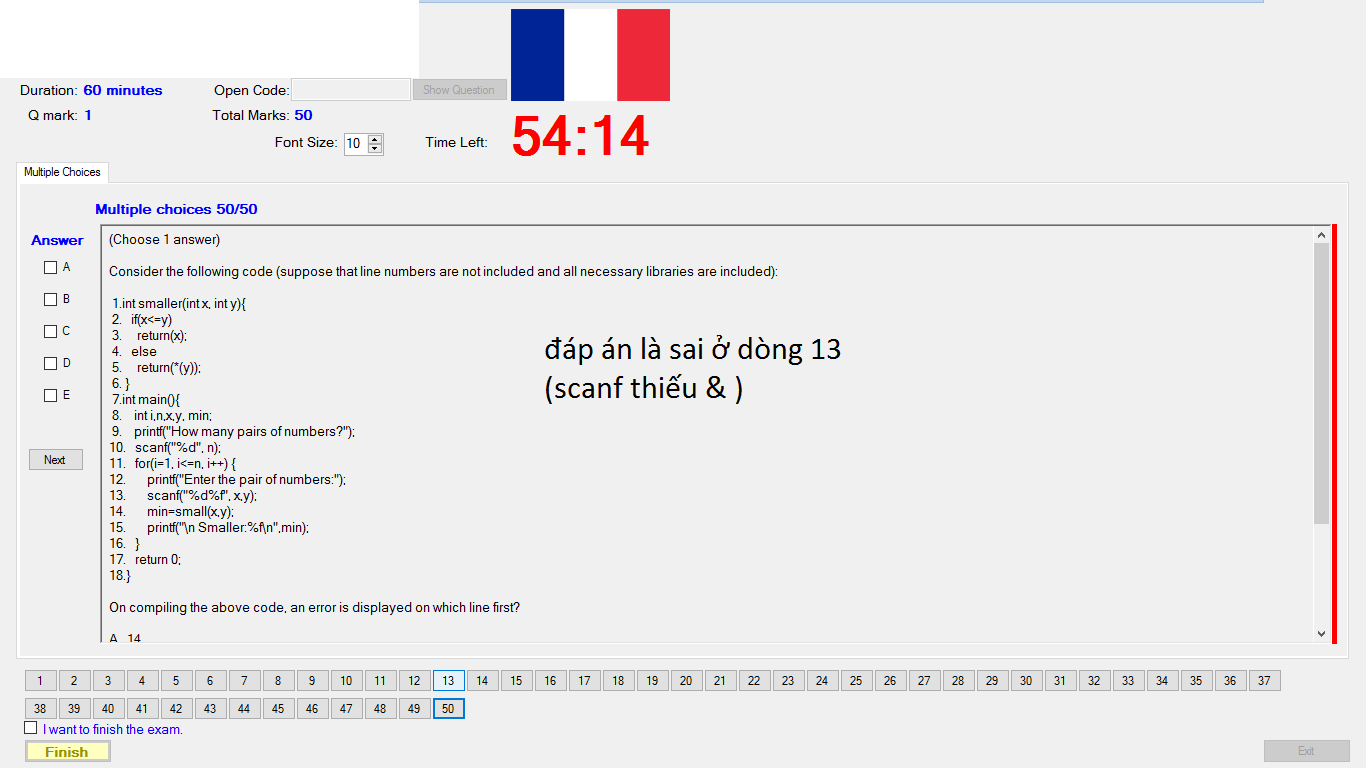 Duration: 60 minutes
Open Code:
Show Question
Q mark: 1
Total Marks: 50
Font Size: 10
Time Left: 54:14
Multiple Choices
Multiple choices 50/50
Answer
A
B
C
D
E
Next
(Choose 1 answer)
Consider the following code (suppose that line numbers are not included and all necessary libraries are included):
1.int smaller(int x, int y){
2. if(x<=y)
3. return(x);
4. else
5. return(*(y));
6. }
7.int main(){
8. int i,n,x,y, min;
9. printf("How many pairs of numbers?");
10. scanf("%d", n);
11. for(i=1, i<=n, i++) {
12. printf("Enter the pair of numbers:");
13. scanf("%d%f", x,y);
14. min=small(x,y);
15. printf("\n Smaller:%f\n",min);
16. }
17. return 0;
18.}
On compiling the above code, an error is displayed on which line first?
A. 14
đáp án là sai ở dòng 13
(scanf thiếu & )
1 2 3 4 5 6 7 8 9 10 11 12 13 14 15 16 17 18 19 20 21 22 23 24 25 26 27 28 29 30 31 32 33 34 35 36 37
38 39 40 41 42 43 44 45 46 47 48 49 50
I want to finish the exam.
Finish
Exit